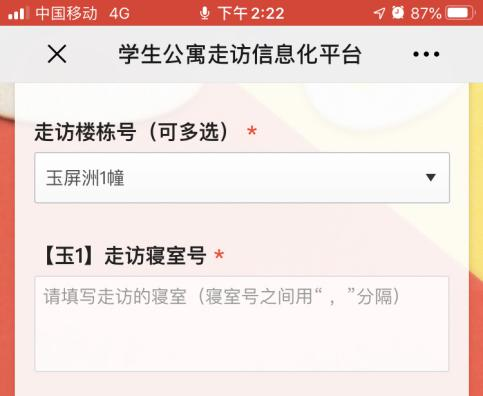 中国移动 4G 下午2:22 87%
学生公寓走访信息化平台
走访楼栋号（可多选） *
玉屏洲1幢
【玉1】走访寝室号 *
请填写走访的寝室（寝室号之间用“，”分隔）